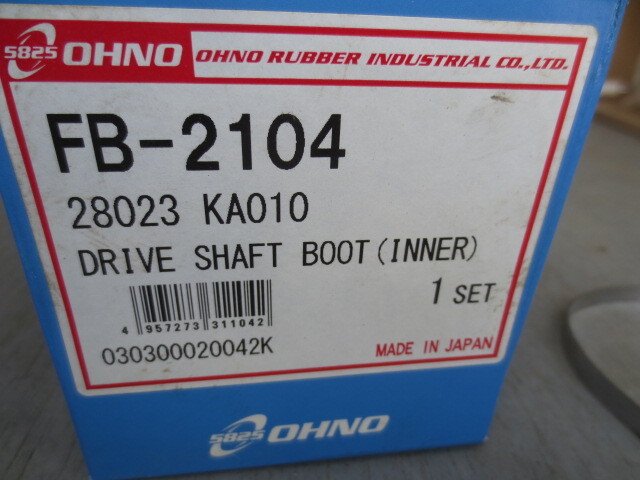 5825 OHNO OHNO RUBBER INDUSTRIAL CO.,LTD.
FB-2104
28023 KA010
DRIVE SHAFT BOOT(INNER)
1 SET
4 957273 311042
030300020042K
MADE IN JAPAN
5825 OHNO